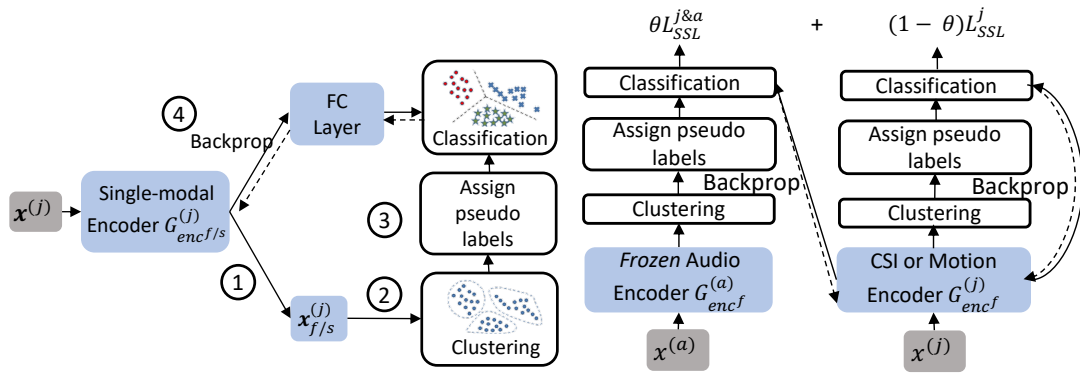 x^(j)
Single-modal
Encoder G_{enc^{f/s}}^{(j)}
①
x_{f/s}^{(j)}
②
Clustering
③
Assign
pseudo
labels
Classification
④
Backprop
FC
Layer
θL_{SSL}^{j&a} + (1 − θ)L_{SSL}^{j}
Classification
Assign pseudo
labels
Backprop
Clustering
Frozen Audio
Encoder G_{enc^f}^{(a)}
x^(a)
Classification
Assign pseudo
labels
Backprop
Clustering
CSI or Motion
Encoder G_{enc^f}^{(j)}
x^(j)